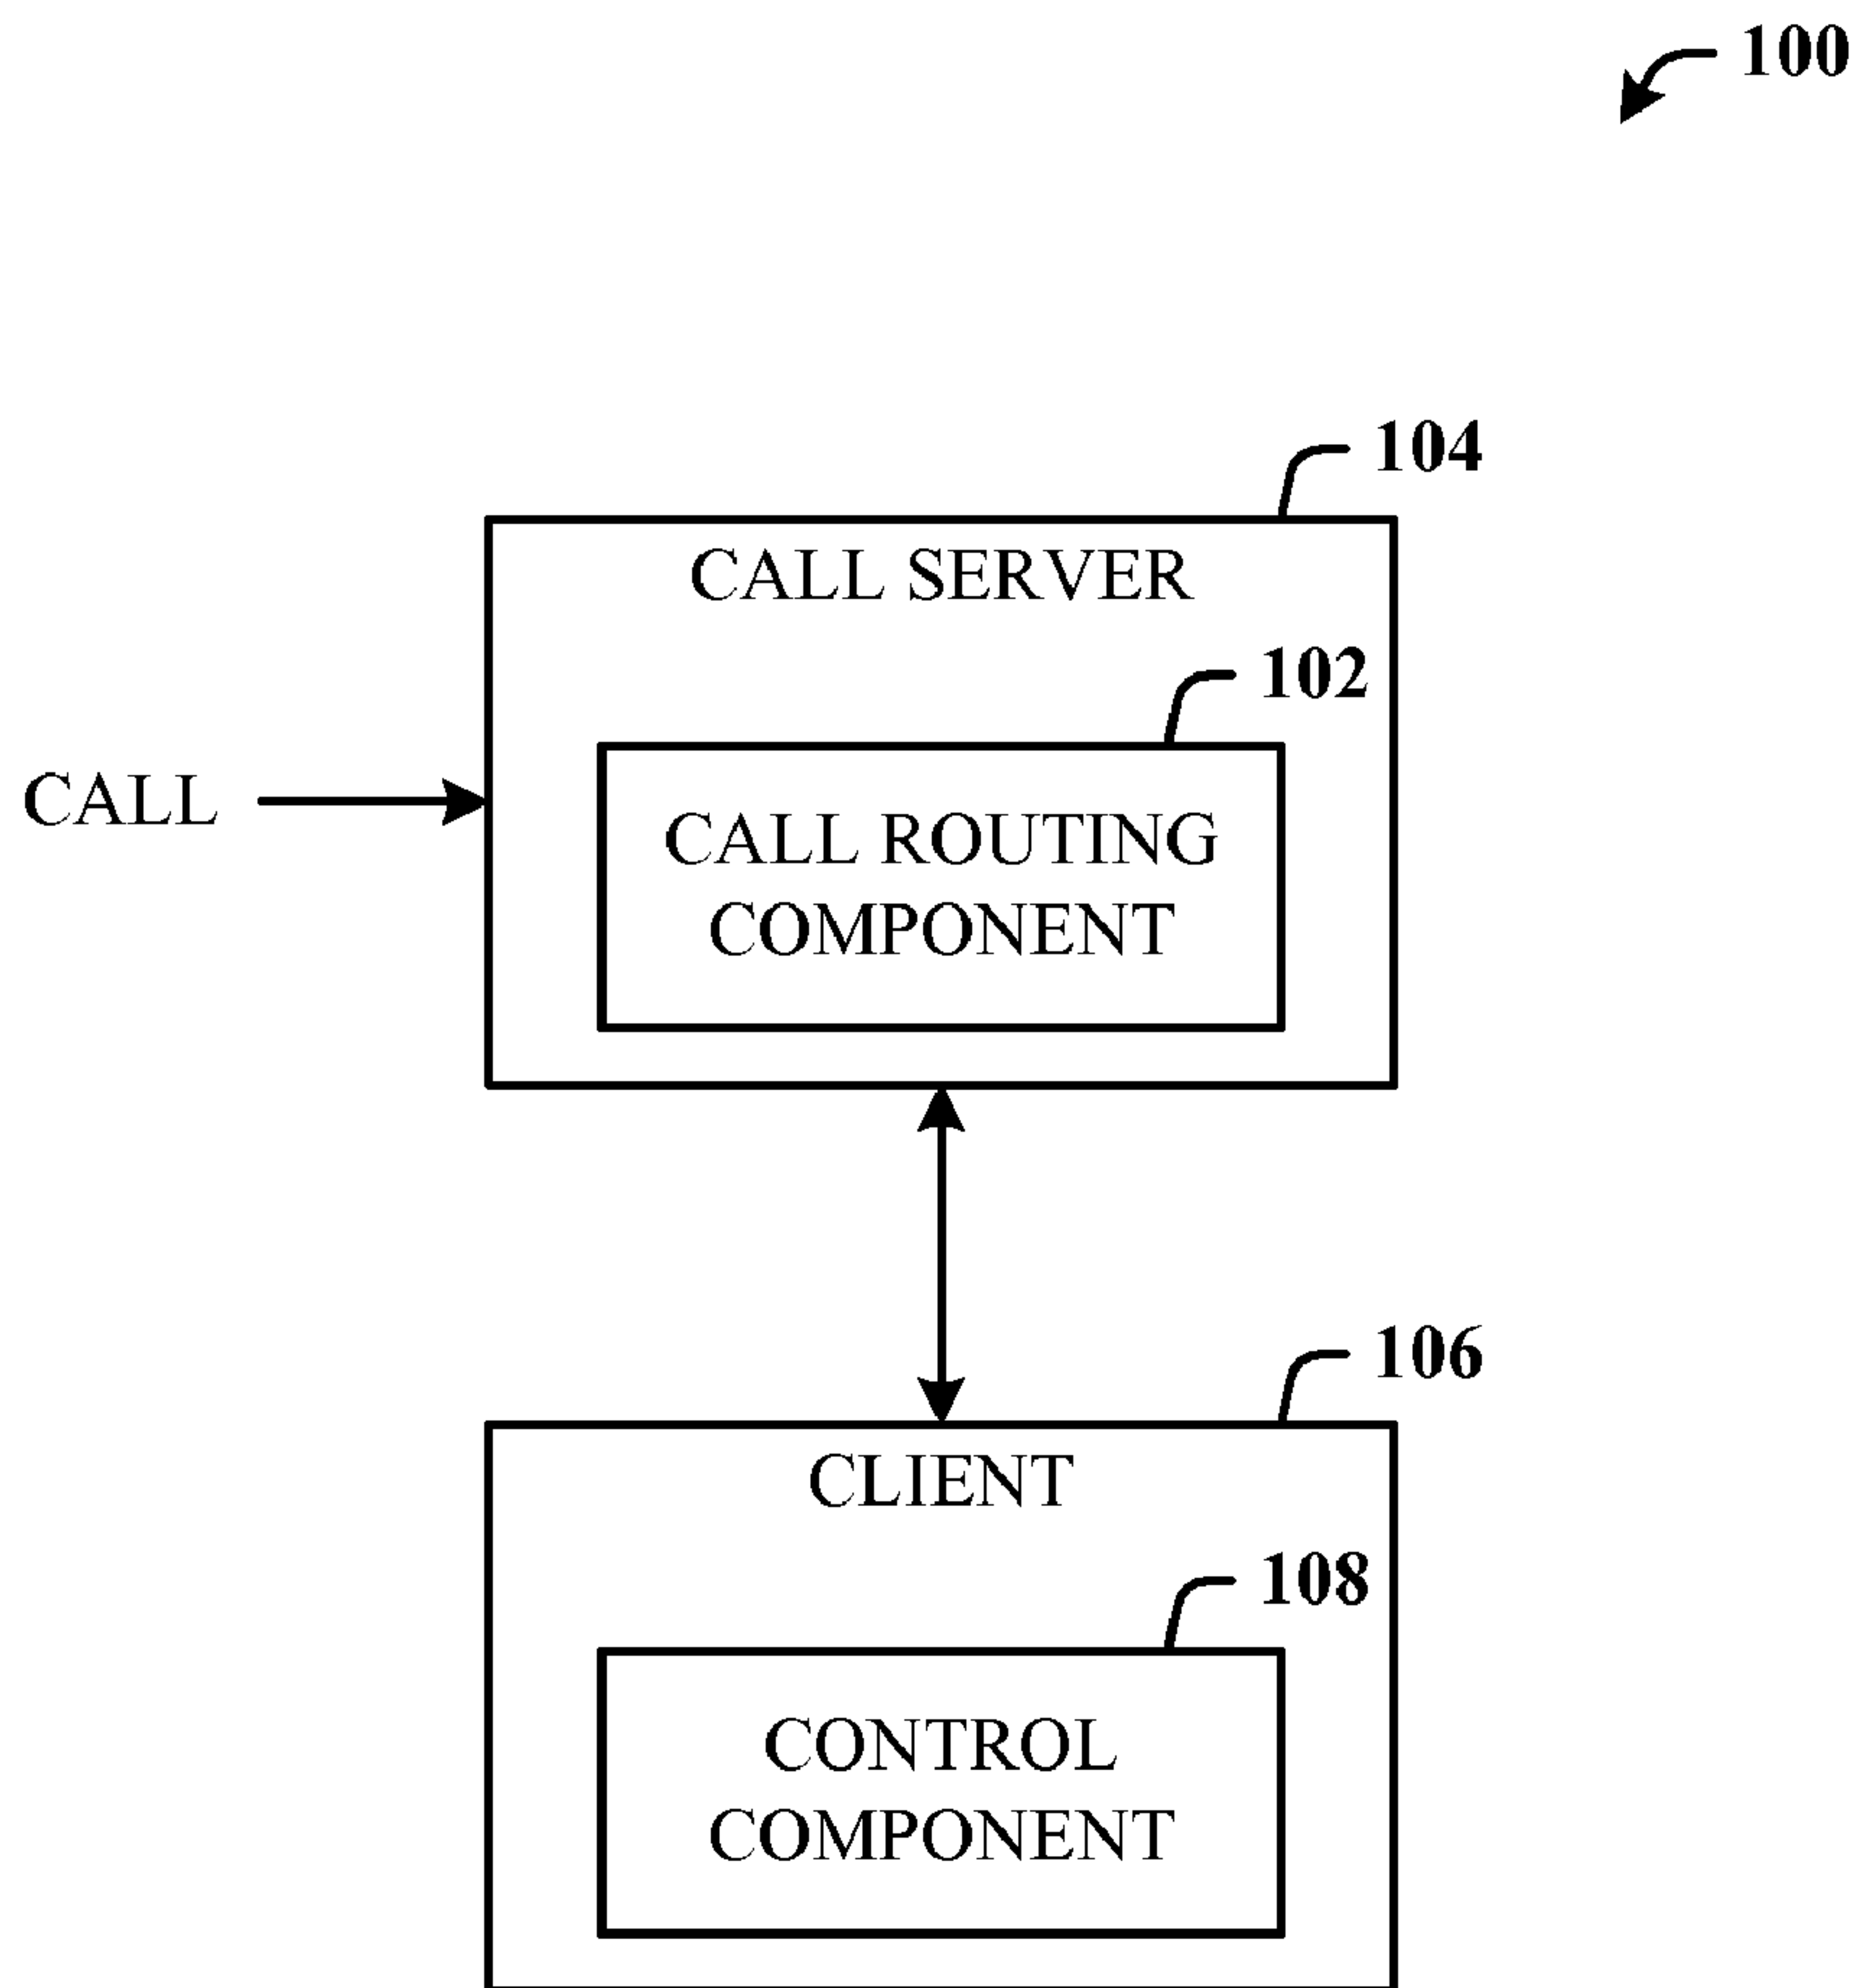 100
104
CALL SERVER
102
CALL
CALL ROUTING
COMPONENT
106
CLIENT
108
CONTROL
COMPONENT